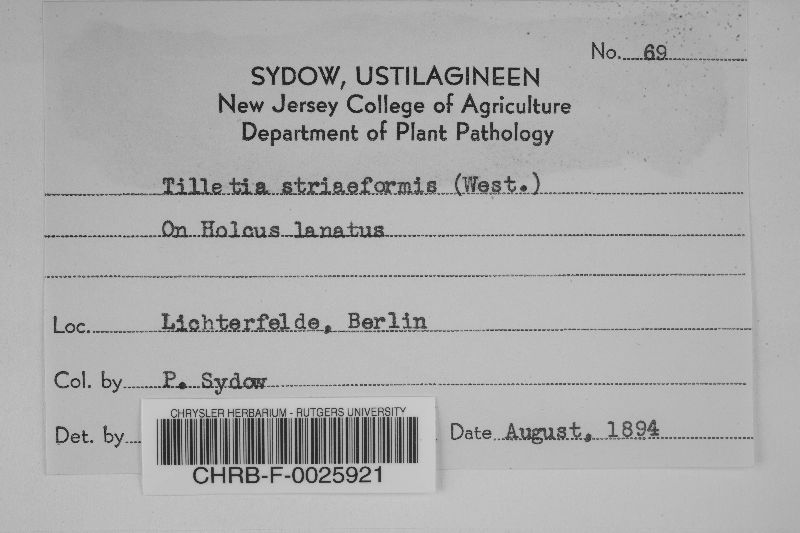 No. 69
SYDOW, USTILAGINEEN
New Jersey College of Agriculture
Department of Plant Pathology
Tilletia striaeformis (West.)
On Holcus lanatus
Loc. Lichterfelde, Berlin
Col. by P. Sydow
Det. by
Date August, 1894
CHRYSLER HERBARIUM - RUTGERS UNIVERSITY
CHRB-F-0025921